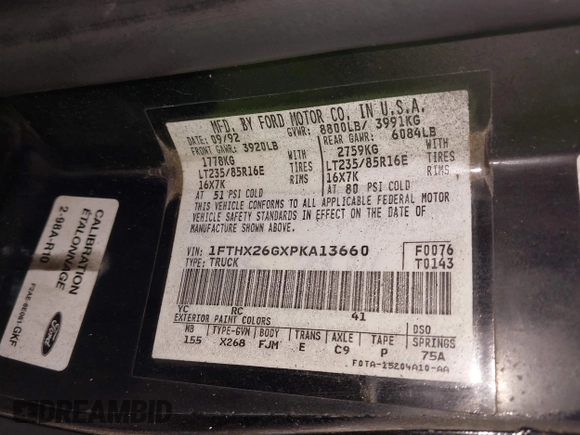 MFD. BY FORD MOTOR CO. IN U.S.A.
09/92 GVWR: 8800LB/ 3991KG
FRONT GAWR: 3920LB REAR GAWR: 6084LB
1778KG WITH 2759KG WITH
LT235/85R16E TIRES LT235/85R16E TIRES
16X7K RIMS 16X7K RIMS
AT 51 PSI COLD AT 80 PSI COLD
THIS VEHICLE CONFORMS TO ALL APPLICABLE FEDERAL MOTOR
VEHICLE SAFETY STANDARDS IN EFFECT ON THE DATE OF
MANUFACTURE SHOWN ABOVE.
VIN: 1FTHX26GXPKA13660 F0076
TYPE: TRUCK T0143
YC RC 41
EXTERIOR PAINT COLORS DSO
WB TYPE-GVW BODY TRANS AXLE TAPE SPRINGS
155 X268 FJM E C9 P 75A
FOTA-15204A10-AA
CALIBRATION
ETALONNAGE
2-98A-R10
Ford
DREAMBID